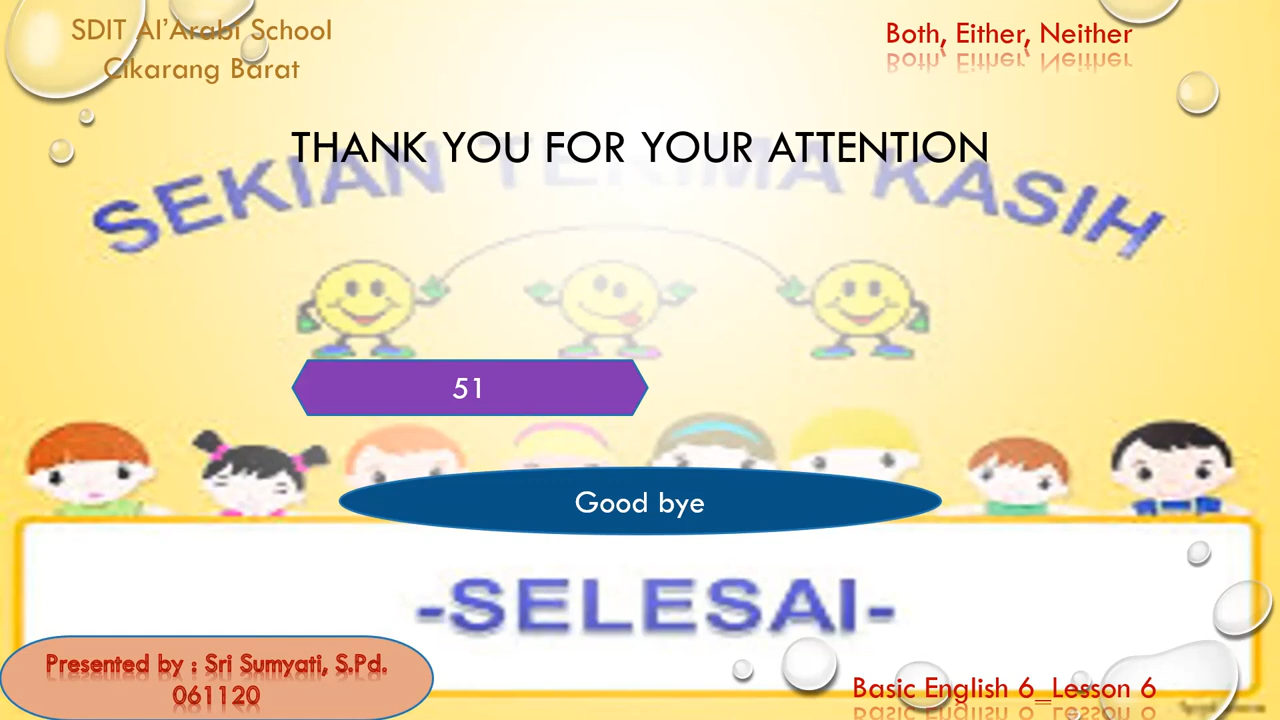 SDIT Al’Arabi School
Cikarang Barat
Both, Either, Neither
THANK YOU FOR YOUR ATTENTION
SEKIAN TERIMA KASIH
51
Good bye
-SELESAI-
Presented by : Sri Sumyati, S.Pd.
061120
Basic English 6_Lesson 6